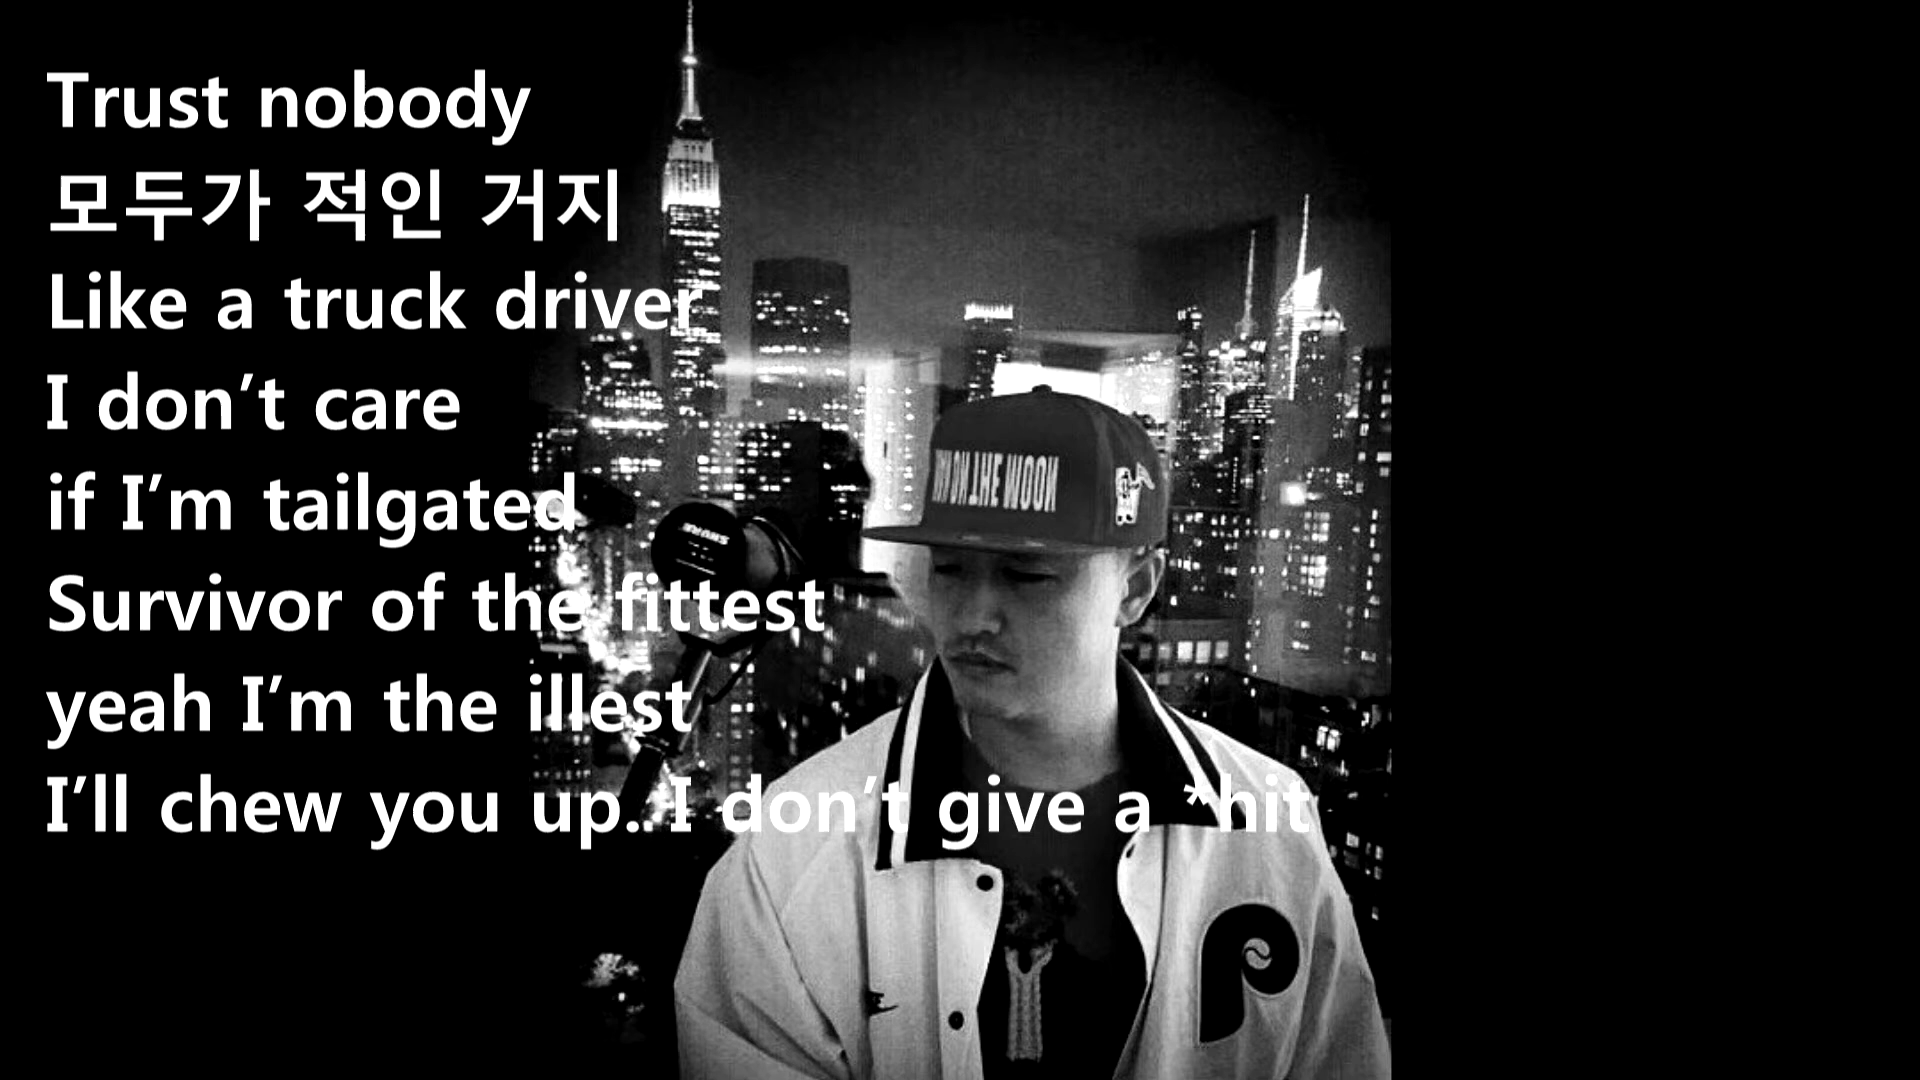 Trust nobody
모두가 적인 거지
Like a truck driver
I don’t care
if I’m tailgated
Survivor of the fittest
yeah I’m the illest
I’ll chew you up.. I don’t give a *hit
SHURE
P